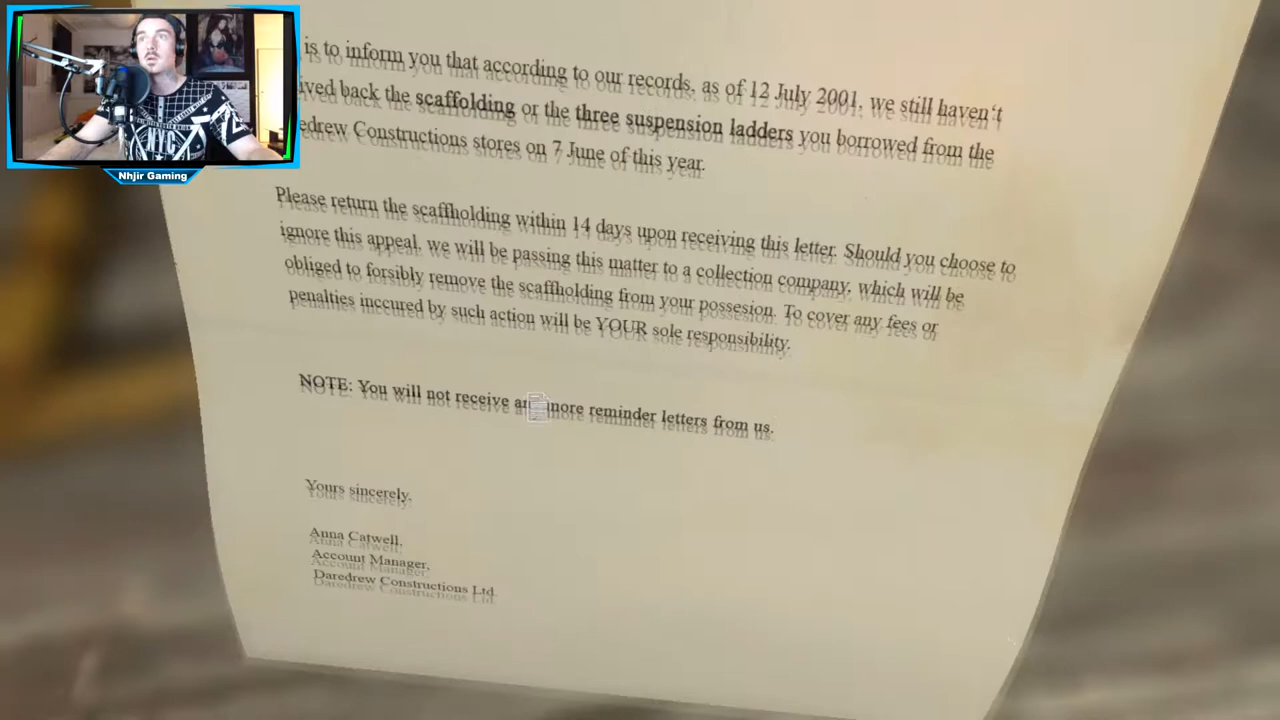 Nhjir Gaming
NYC
is to inform you that according to our records, as of 12 July 2001, we still haven't
ived back the scaffolding or the three suspension ladders you borrowed from the
edrew Constructions stores on 7 June of this year.
Please return the scaffholding within 14 days upon receiving this letter. Should you choose to
ignore this appeal, we will be passing this matter to a collection company, which will be
obliged to forsibly remove the scaffholding from your possesion. To cover any fees or
penalties inccured by such action will be YOUR sole responsibility.
NOTE: You will not receive more reminder letters from us.
Yours sincerely,
Anna Catwell,
Account Manager,
Daredrew Constructions Ltd.